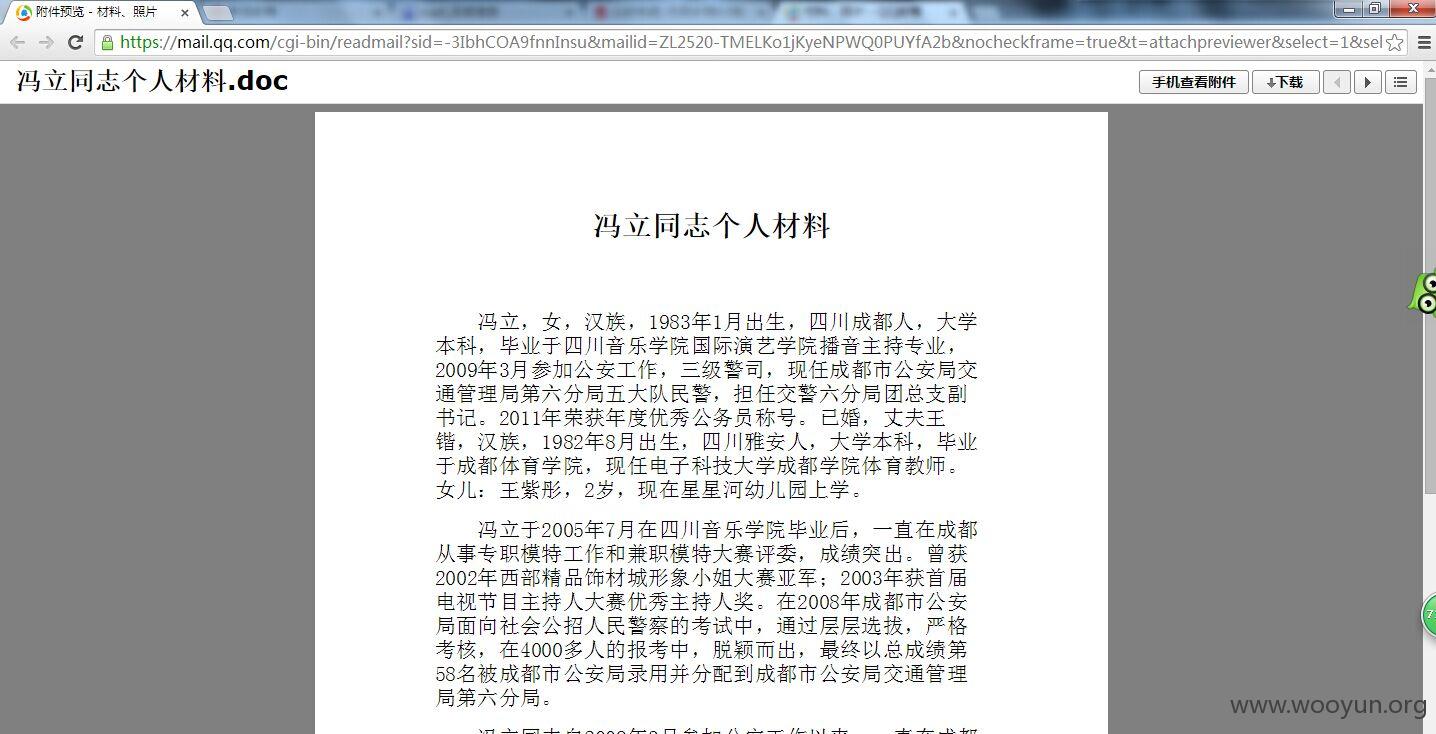 附件预览 - 材料、照片
https://mail.qq.com/cgi-bin/readmail?sid=-3IbhCOA9fnnInsu&mailid=ZL2520-TMELKo1jKyeNPWQ0PUYfA2b&nocheckframe=true&t=attachpreviewer&select=1&sel
冯立同志个人材料.doc
手机查看附件
下载
冯立同志个人材料
冯立，女，汉族，1983年1月出生，四川成都人，大学
本科，毕业于四川音乐学院国际演艺学院播音主持专业，
2009年3月参加公安工作，三级警司，现任成都市公安局交
通管理局第六分局五大队民警，担任交警六分局团总支副
书记。2011年荣获年度优秀公务员称号。已婚，丈夫王
锴，汉族，1982年8月出生，四川雅安人，大学本科，毕业
于成都体育学院，现任电子科技大学成都学院体育教师。
女儿：王紫彤，2岁，现在星星河幼儿园上学。
冯立于2005年7月在四川音乐学院毕业后，一直在成都
从事专职模特工作和兼职模特大赛评委，成绩突出。曾获
2002年西部精品饰材城形象小姐大赛亚军；2003年获首届
电视节目主持人大赛优秀主持人奖。在2008年成都市公安
局面向社会公招人民警察的考试中，通过层层选拔，严格
考核，在4000多人的报考中，脱颖而出，最终以总成绩第
58名被成都市公安局录用并分配到成都市公安局交通管理
局第六分局。
www.wooyun.org